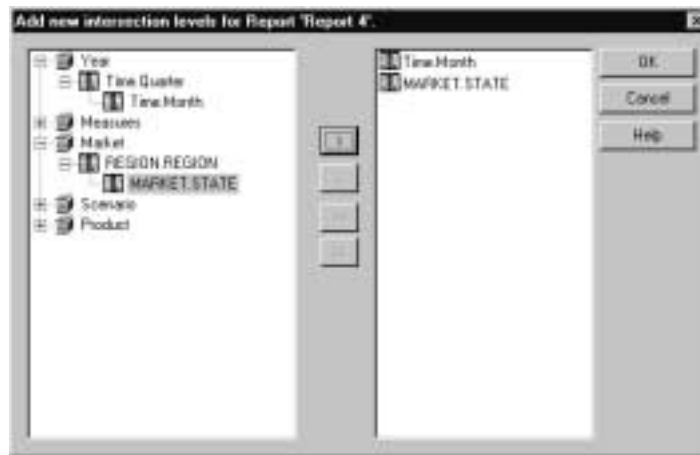 Add new intersection levels for Report "Report 4".
Year
Time.Quarter
Time.Month
Measures
Market
REGION.REGION
MARKET.STATE
Scenario
Product
Time.Month
MARKET.STATE
OK
Cancel
Help